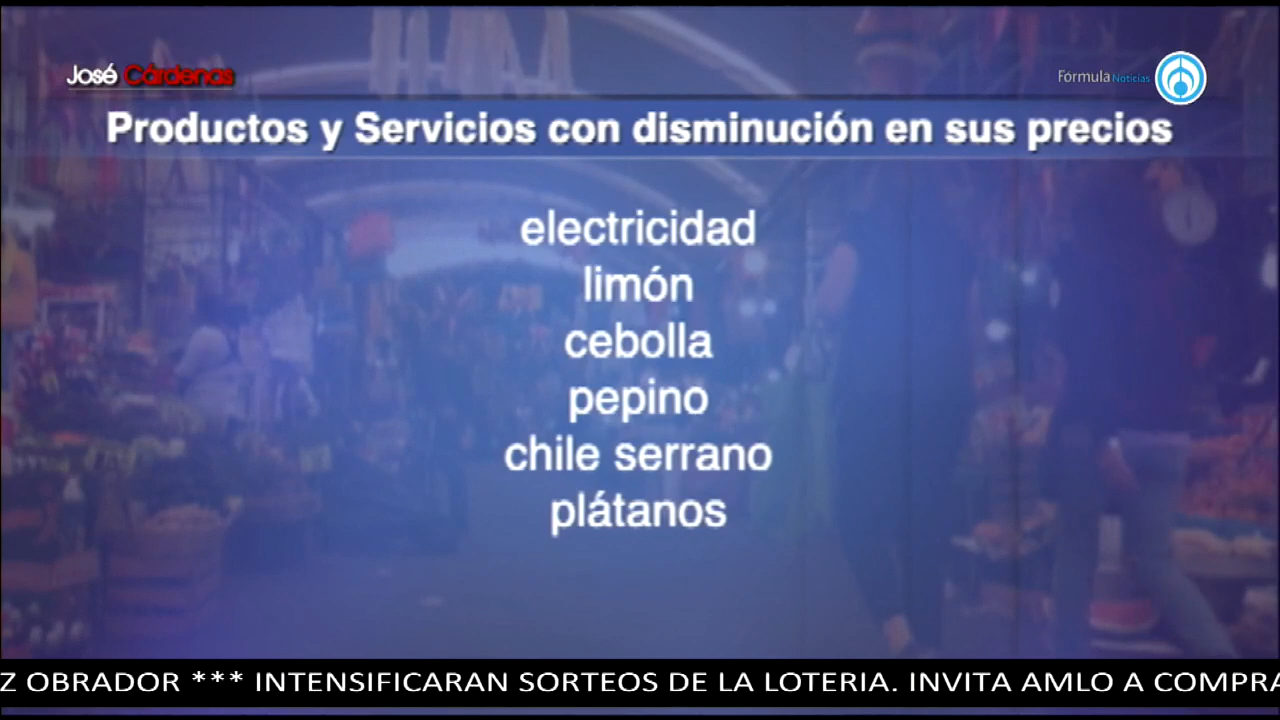 José Cárdenas
Fórmula Noticias
Productos y Servicios con disminución en sus precios
electricidad
limón
cebolla
pepino
chile serrano
plátanos
Z OBRADOR *** INTENSIFICARAN SORTEOS DE LA LOTERIA. INVITA AMLO A COMPRA